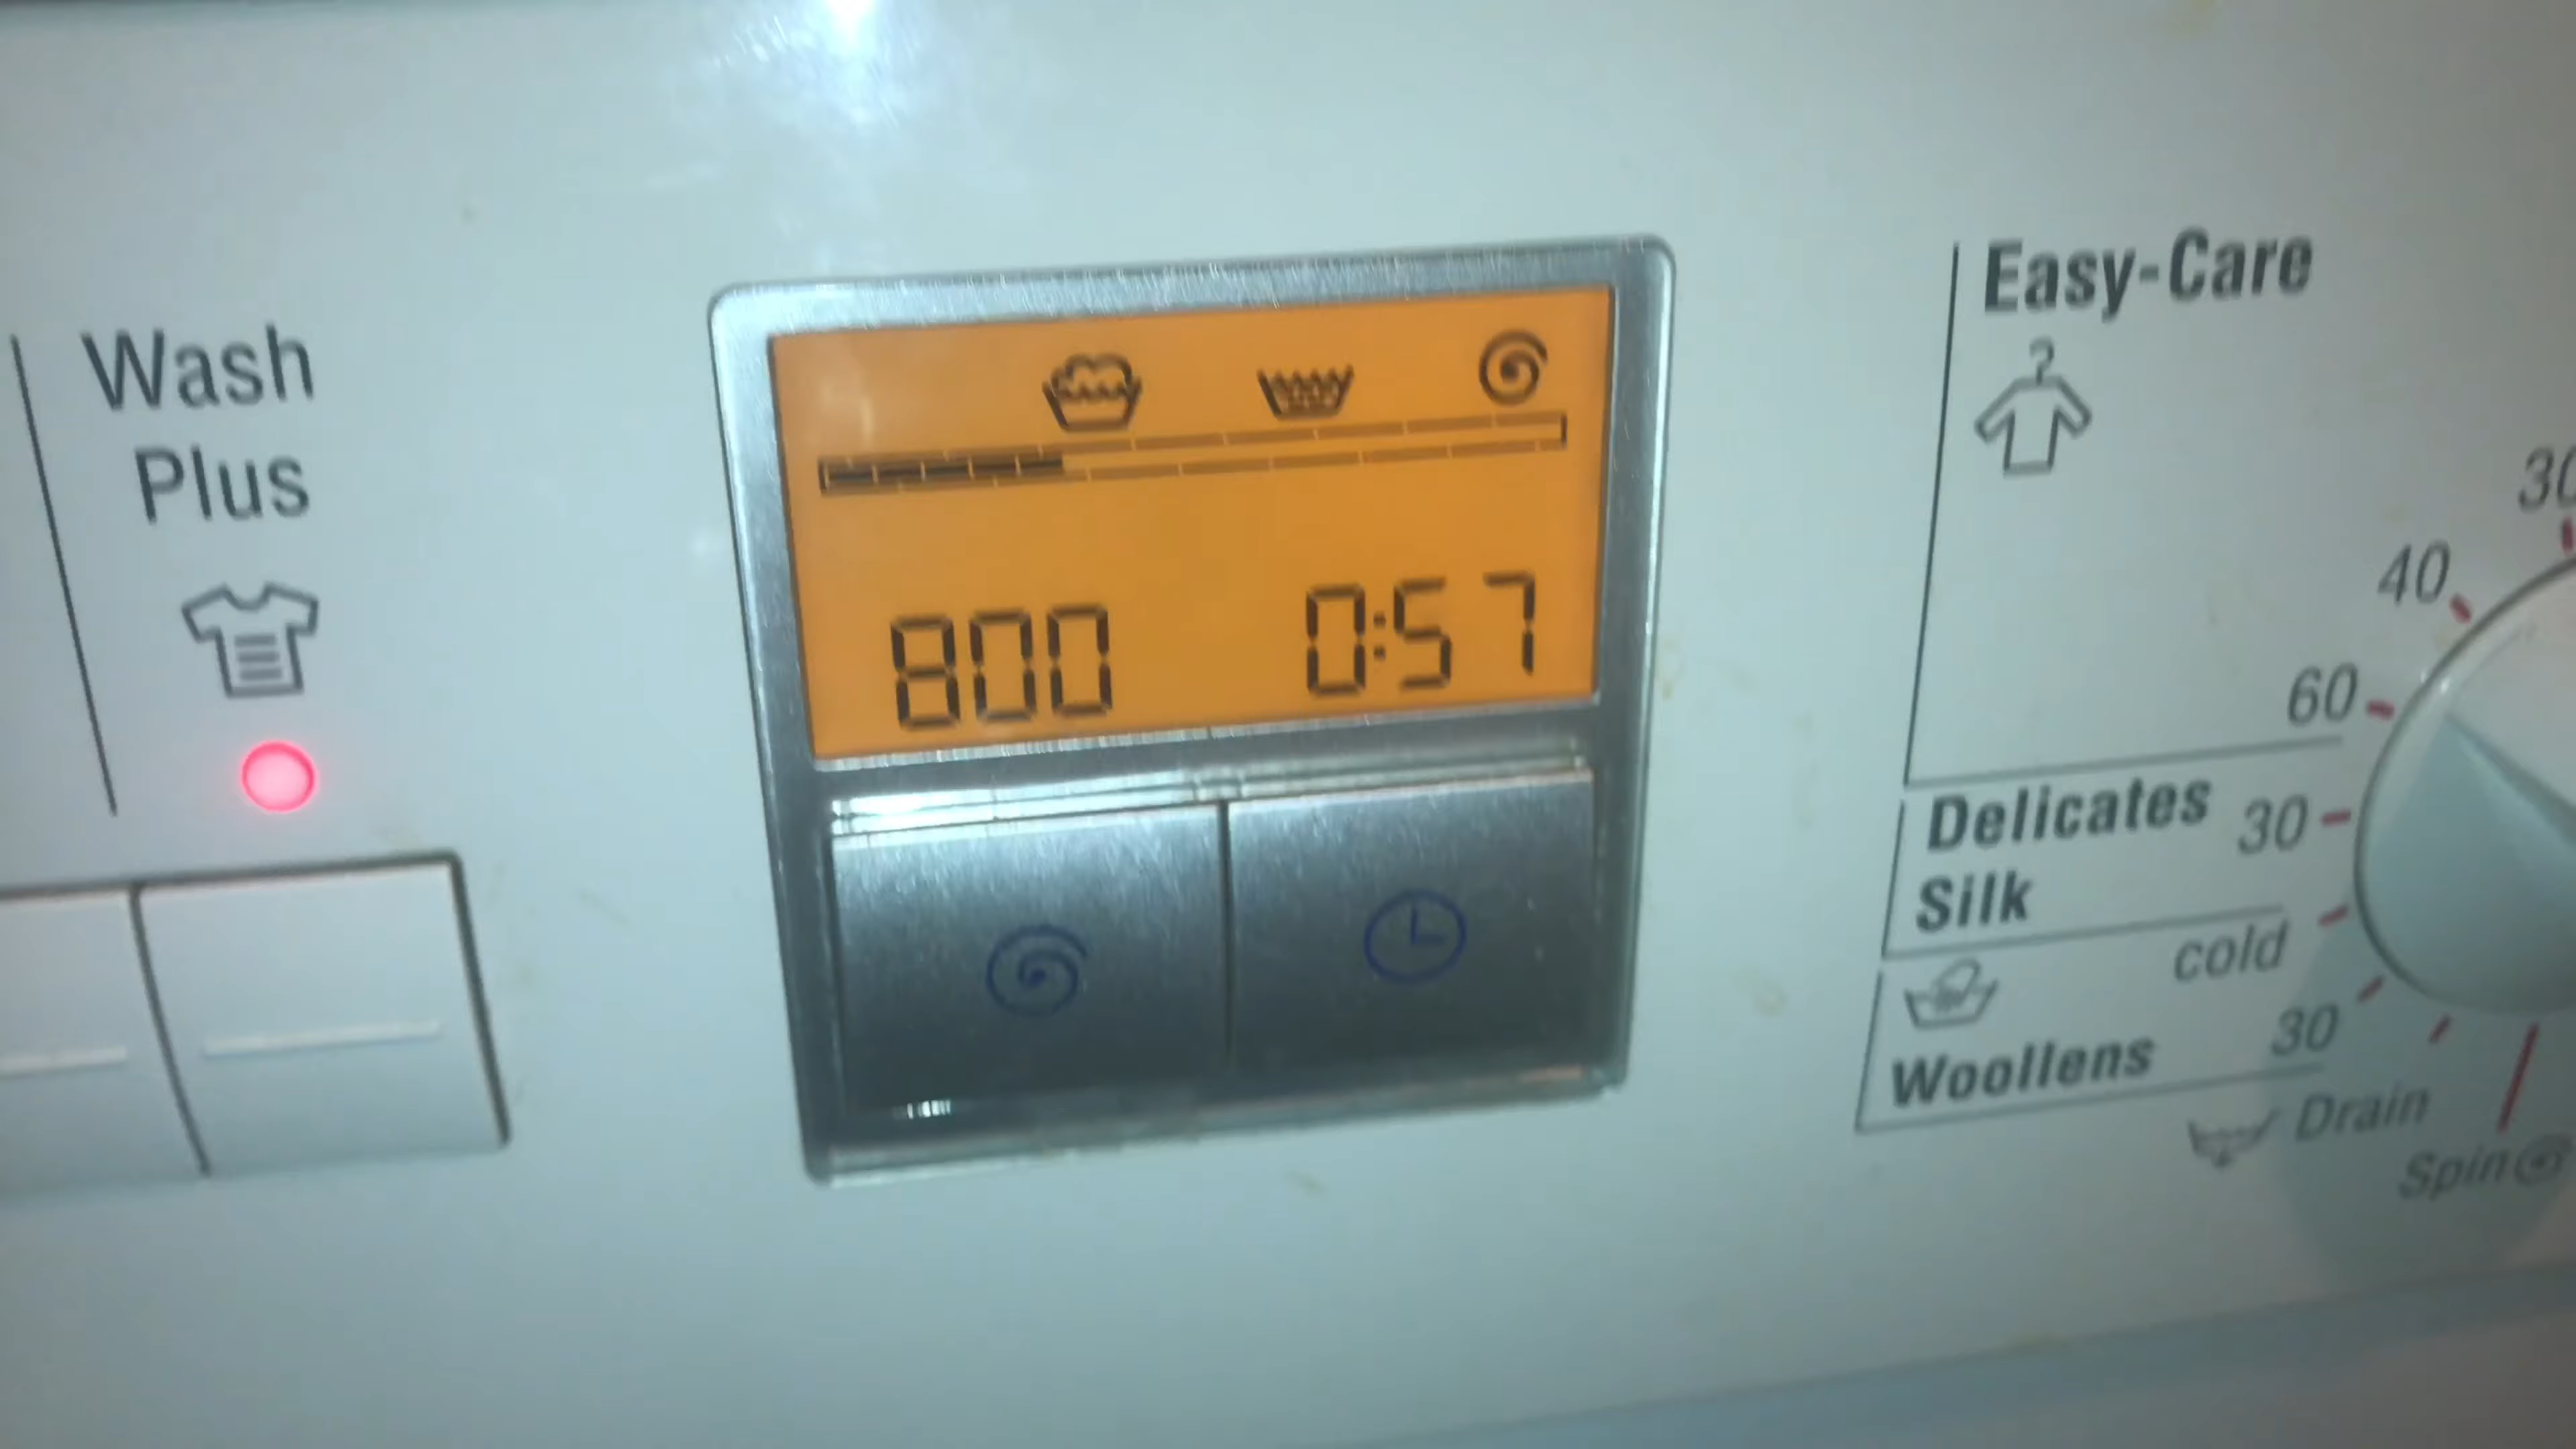 Wash
Plus
800 0:57
Easy-Care
30
40
60
Delicates
Silk
30
cold
Woollens
30
Drain
Spin